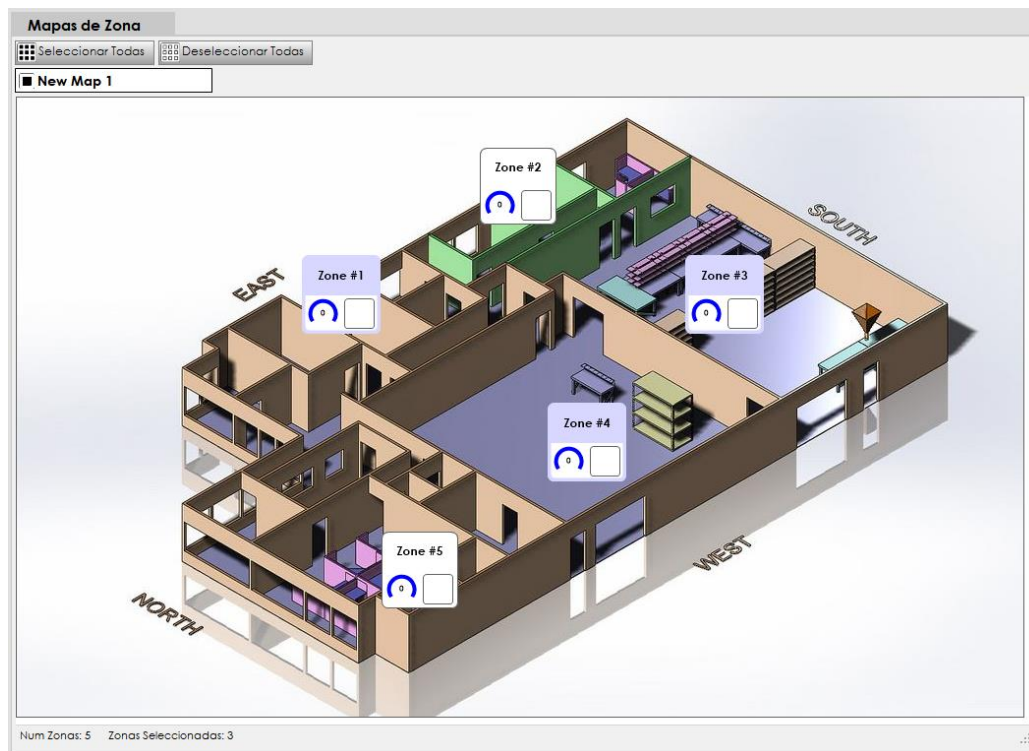 Mapas de Zona
Seleccionar Todas Deseleccionar Todas
New Map 1
Zone #2
0
SOUTH
Zone #1
0
EAST
Zone #3
0
Zone #4
0
Zone #5
0
WEST
NORTH
Num Zonas: 5 Zonas Seleccionadas: 3